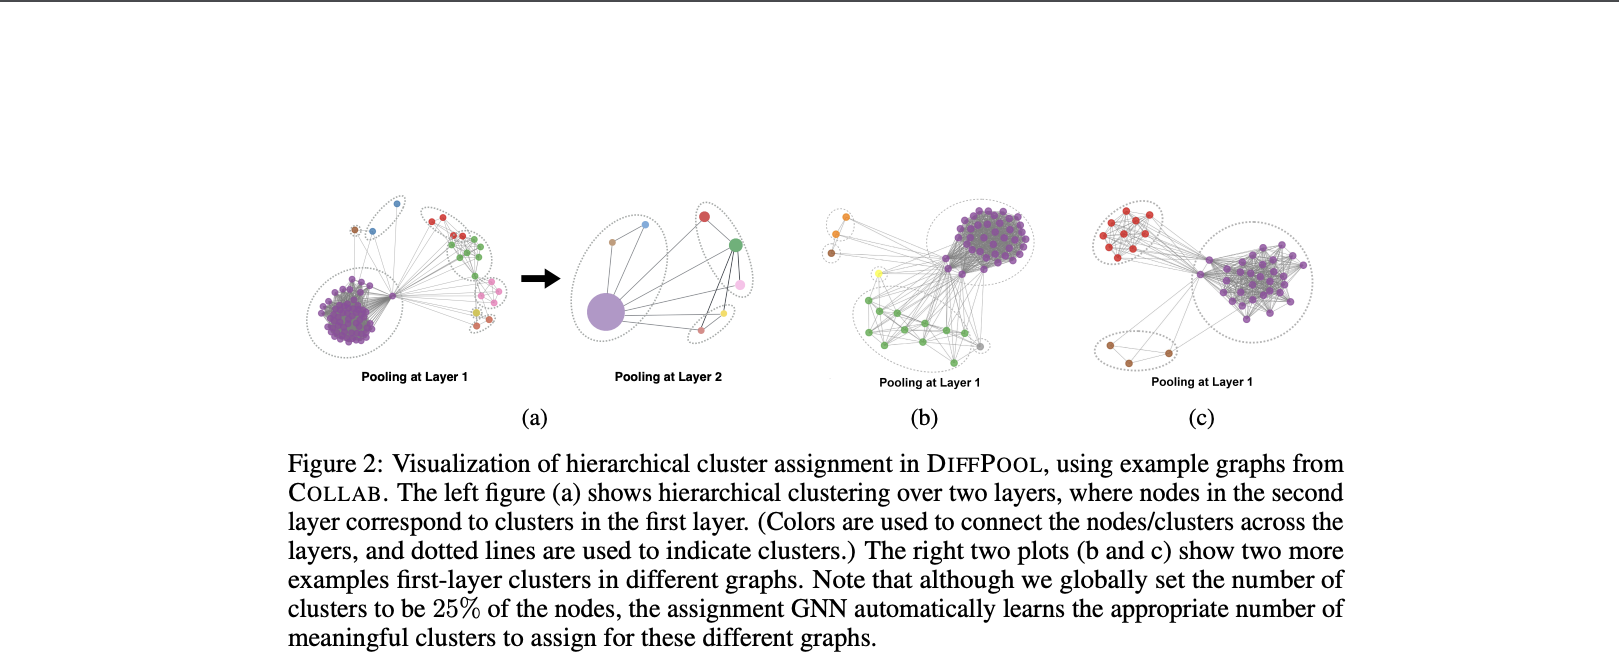 Pooling at Layer 1
Pooling at Layer 2
Pooling at Layer 1
Pooling at Layer 1
(a)
(b)
(c)
Figure 2: Visualization of hierarchical cluster assignment in DIFFPOOL, using example graphs from
COLLAB. The left figure (a) shows hierarchical clustering over two layers, where nodes in the second
layer correspond to clusters in the first layer. (Colors are used to connect the nodes/clusters across the
layers, and dotted lines are used to indicate clusters.) The right two plots (b and c) show two more
examples first-layer clusters in different graphs. Note that although we globally set the number of
clusters to be 25% of the nodes, the assignment GNN automatically learns the appropriate number of
meaningful clusters to assign for these different graphs.